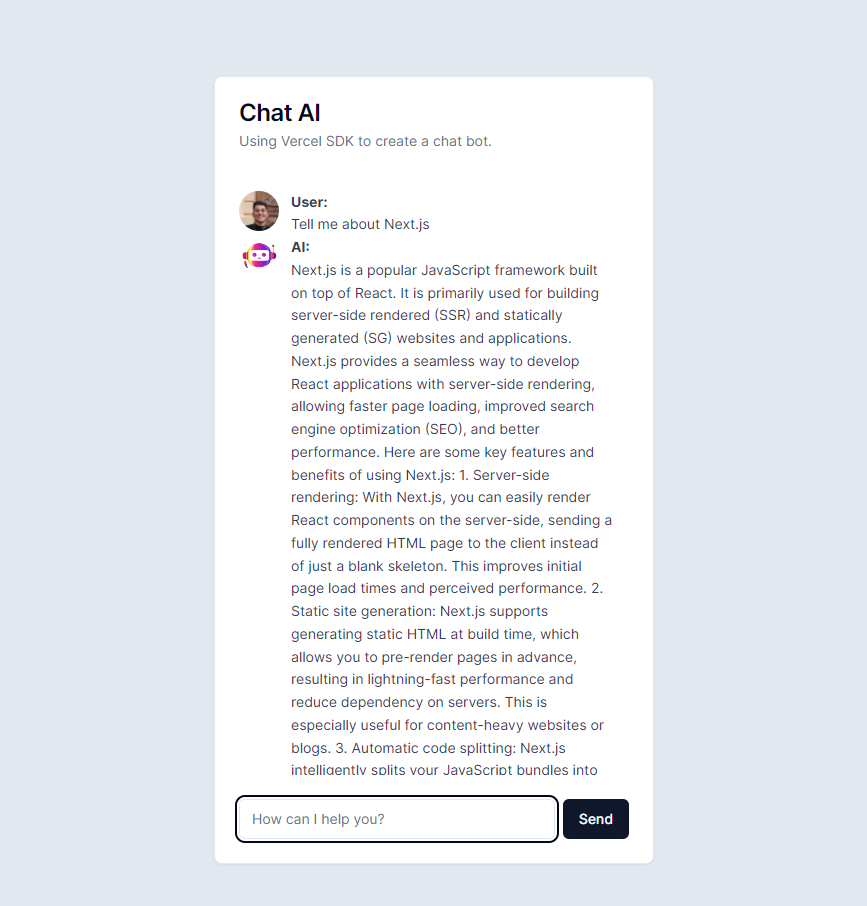 Chat AI
Using Vercel SDK to create a chat bot.
User:
Tell me about Next.js
AI:
Next.js is a popular JavaScript framework built
on top of React. It is primarily used for building
server-side rendered (SSR) and statically
generated (SG) websites and applications.
Next.js provides a seamless way to develop
React applications with server-side rendering,
allowing faster page loading, improved search
engine optimization (SEO), and better
performance. Here are some key features and
benefits of using Next.js: 1. Server-side
rendering: With Next.js, you can easily render
React components on the server-side, sending a
fully rendered HTML page to the client instead
of just a blank skeleton. This improves initial
page load times and perceived performance. 2.
Static site generation: Next.js supports
generating static HTML at build time, which
allows you to pre-render pages in advance,
resulting in lightning-fast performance and
reduce dependency on servers. This is
especially useful for content-heavy websites or
blogs. 3. Automatic code splitting: Next.js
intelligently splits your JavaScript bundles into
How can I help you?
Send